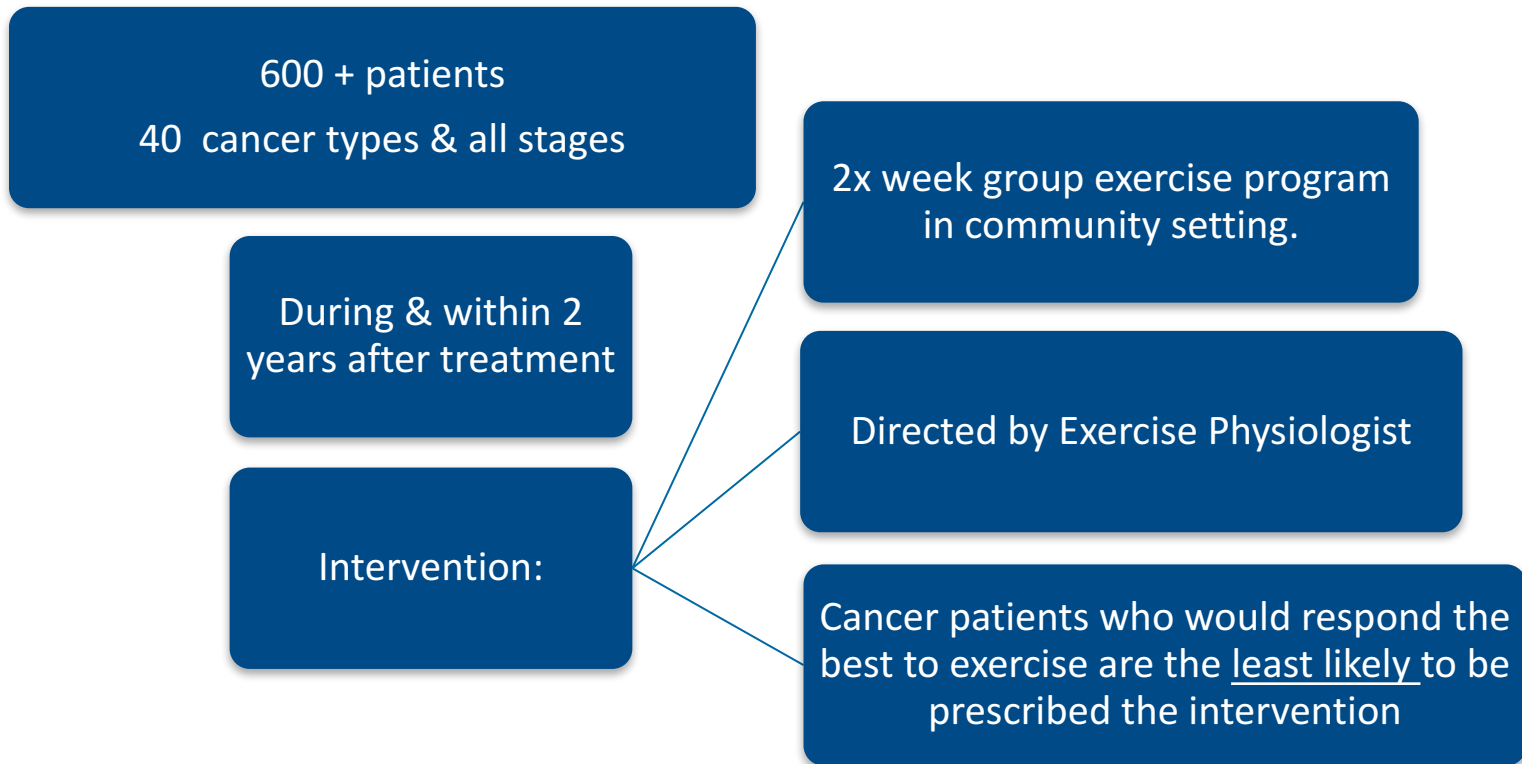 600 + patients
40 cancer types & all stages
During & within 2
years after treatment
Intervention:
2x week group exercise program
in community setting.
Directed by Exercise Physiologist
Cancer patients who would respond the
best to exercise are the least likely to be
prescribed the intervention